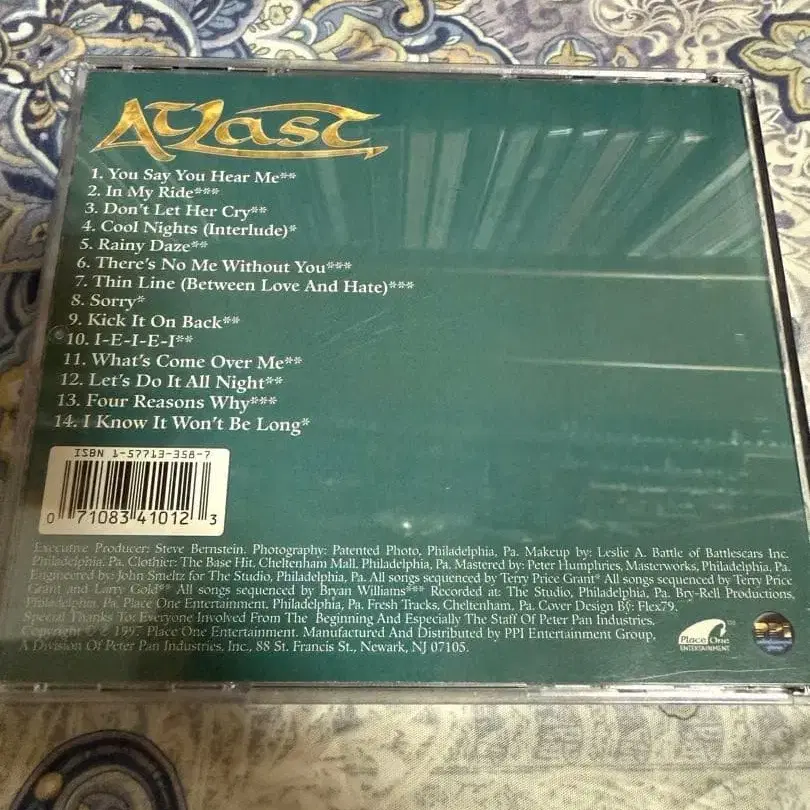 At Last
1. You Say You Hear Me**
2. In My Ride***
3. Don't Let Her Cry**
4. Cool Nights (Interlude)*
5. Rainy Daze**
6. There's No Me Without You***
7. Thin Line (Between Love And Hate)***
8. Sorry*
9. Kick It On Back**
10. I-E-I-E-I**
11. What's Come Over Me**
12. Let's Do It All Night**
13. Four Reasons Why***
14. I Know It Won't Be Long*
ISBN 1-57713-358-7
0 71083 41012 3
Executive Producer: Steve Bernstein. Photography: Patented Photo, Philadelphia, Pa. Makeup by: Leslie A. Battle of Battlescars Inc.
Philadelphia, Pa. Clothier: The Base Hit, Cheltenham Mall, Philadelphia, Pa. Mastered by: Peter Humphries, Masterworks, Philadelphia, Pa.
Engineered by: John Smeltz for The Studio, Philadelphia, Pa. All songs sequenced by Terry Price Grant* All songs sequenced by Terry Price
Grant and Larry Gold** All songs sequenced by Bryan Williams*** Recorded at: The Studio, Philadelphia, Pa. Bry-Rell Productions,
Philadelphia, Pa. Place One Entertainment, Philadelphia, Pa, Fresh Tracks, Cheltenham, Pa. Cover Design By: Flex79.
Special Thanks To: Everyone Involved From The Beginning And Especially The Staff Of Peter Pan Industries.
Copyright © ℗ 1997 Place One Entertainment. Manufactured And Distributed by PPI Entertainment Group,
A Division Of Peter Pan Industries, Inc., 88 St. Francis St., Newark, NJ 07105.
Place One
ENTERTAINMENT